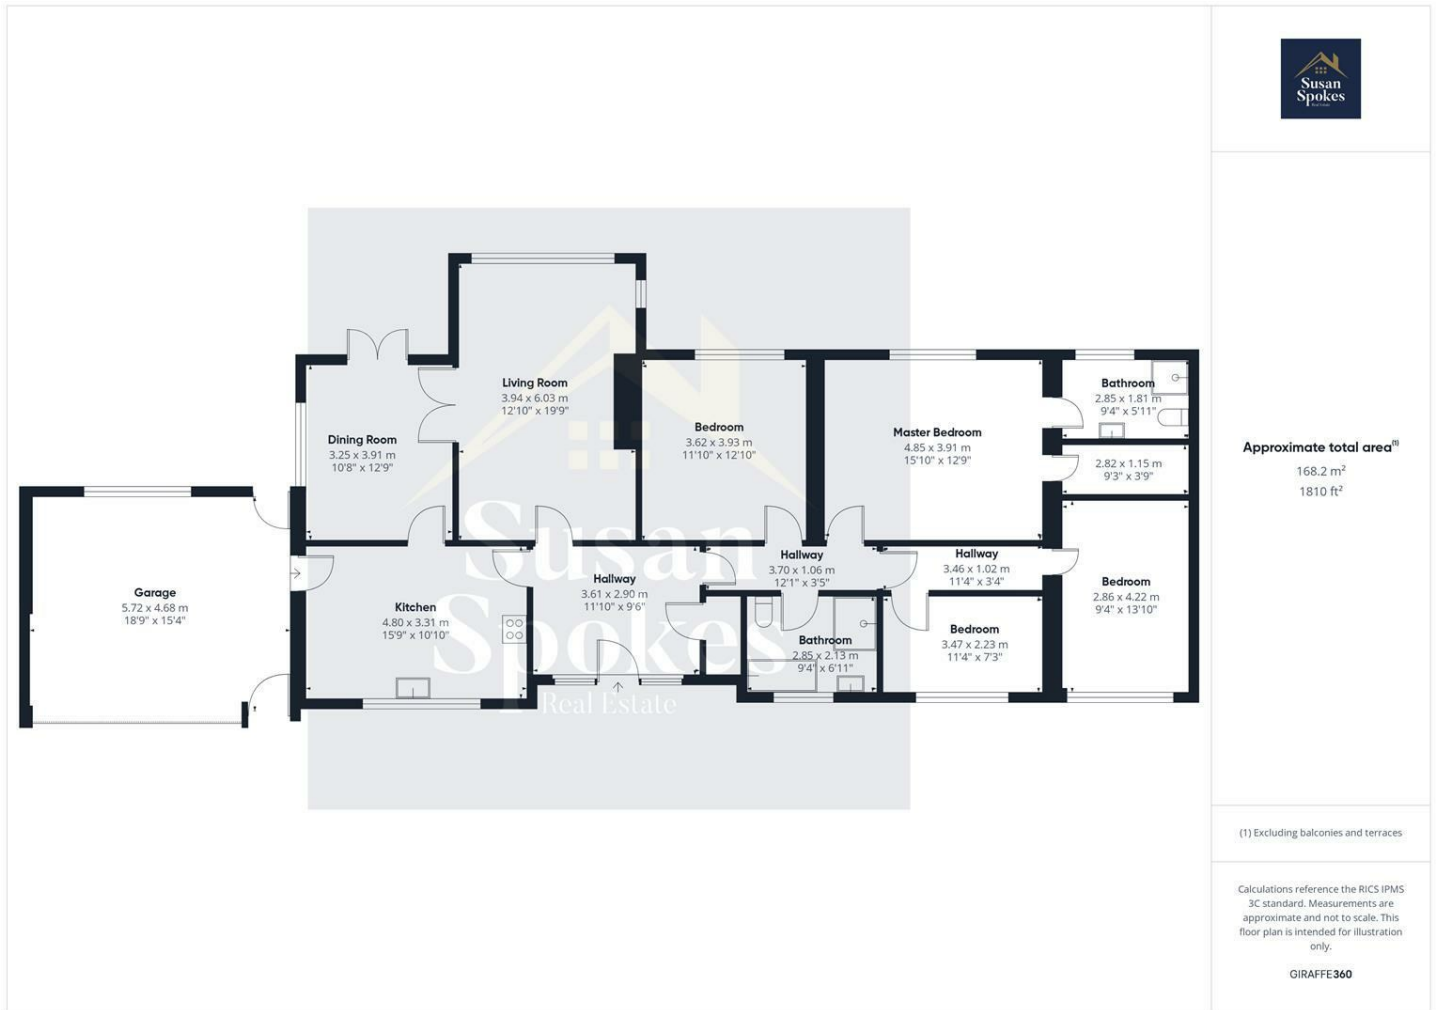 Susan
Spokes
Real Estate
Living Room
3.94 x 6.03 m
12'10" x 19'9"
Dining Room
3.25 x 3.91 m
10'8" x 12'9"
Bedroom
3.62 x 3.93 m
11'10" x 12'10"
Master Bedroom
4.85 x 3.91 m
15'10" x 12'9"
Bathroom
2.85 x 1.81 m
9'4" x 5'11"
2.82 x 1.15 m
9'3" x 3'9"
Garage
5.72 x 4.68 m
18'9" x 15'4"
Kitchen
4.80 x 3.31 m
15'9" x 10'10"
Hallway
3.61 x 2.90 m
11'10" x 9'6"
Hallway
3.70 x 1.06 m
12'1" x 3'5"
Hallway
3.46 x 1.02 m
11'4" x 3'4"
Bedroom
2.86 x 4.22 m
9'4" x 13'10"
Bathroom
2.85 x 2.13 m
9'4" x 6'11"
Bedroom
3.47 x 2.23 m
11'4" x 7'3"
Susan
Spokes
Real Estate
Approximate total area(1)
168.2 m²
1810 ft²
(1) Excluding balconies and terraces
Calculations reference the RICS IPMS
3C standard. Measurements are
approximate and not to scale. This
floor plan is intended for illustration
only.
GIRAFFE360